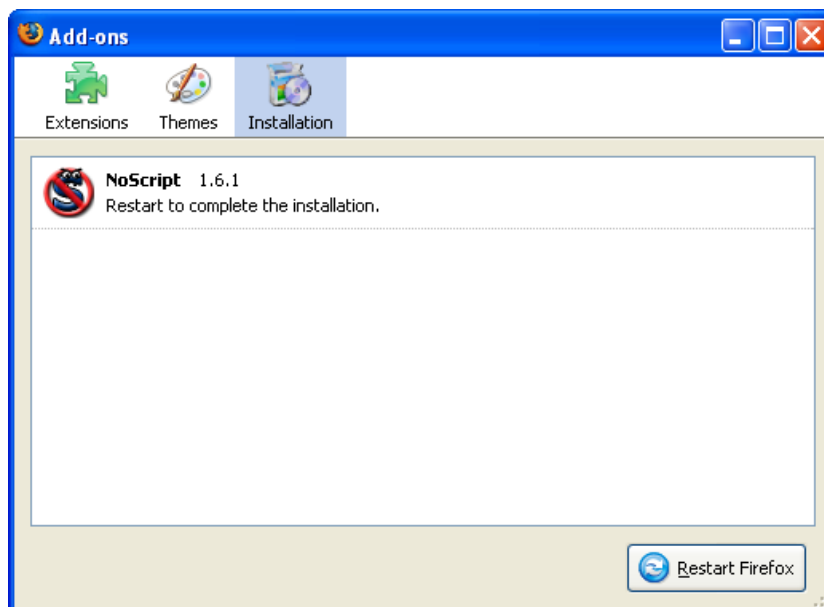 Add-ons
Extensions Themes Installation
NoScript 1.6.1
Restart to complete the installation.
Restart Firefox